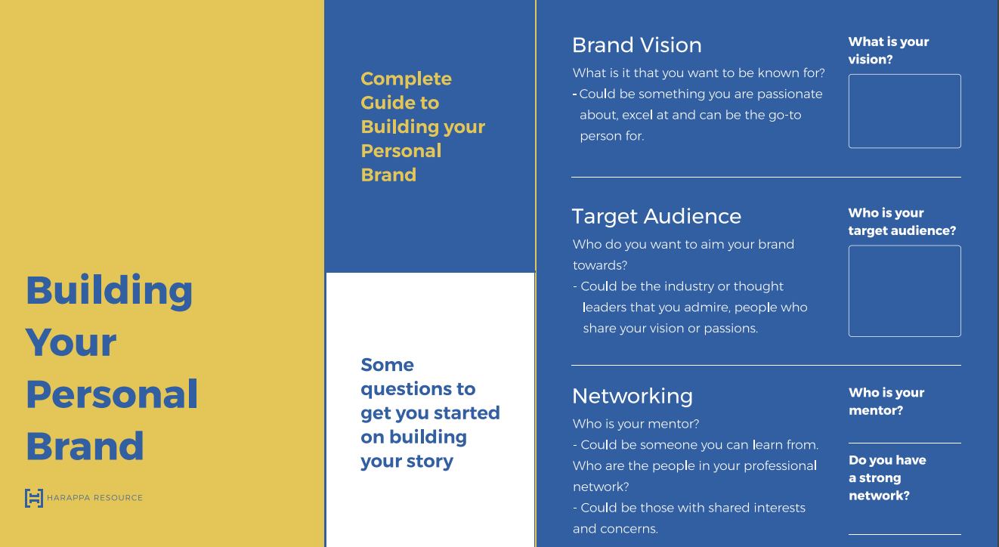 Building
Your
Personal
Brand
HARAPPA RESOURCE
Complete
Guide to
Building your
Personal
Brand
Some
questions to
get you started
on building
your story
Brand Vision
What is it that you want to be known for?
- Could be something you are passionate
about, excel at and can be the go-to
person for.
What is your
vision?
Target Audience
Who do you want to aim your brand
towards?
- Could be the industry or thought
leaders that you admire, people who
share your vision or passions.
Who is your
target audience?
Networking
Who is your mentor?
- Could be someone you can learn from.
Who are the people in your professional
network?
- Could be those with shared interests
and concerns.
Who is your
mentor?
Do you have
a strong
network?